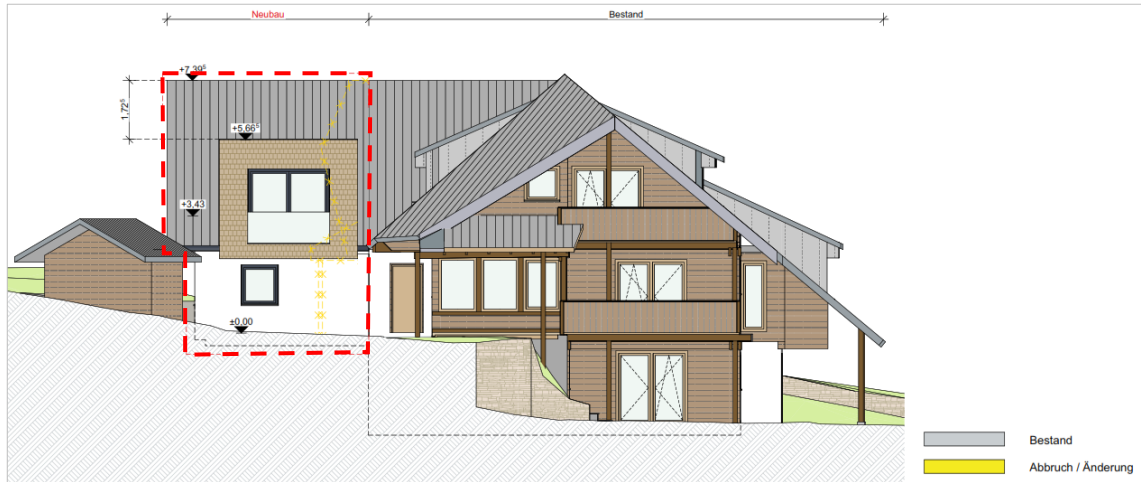 Neubau
Bestand
+7,39⁵
1,72⁵
+5,66⁵
+3,43
±0,00
Bestand
Abbruch / Änderung